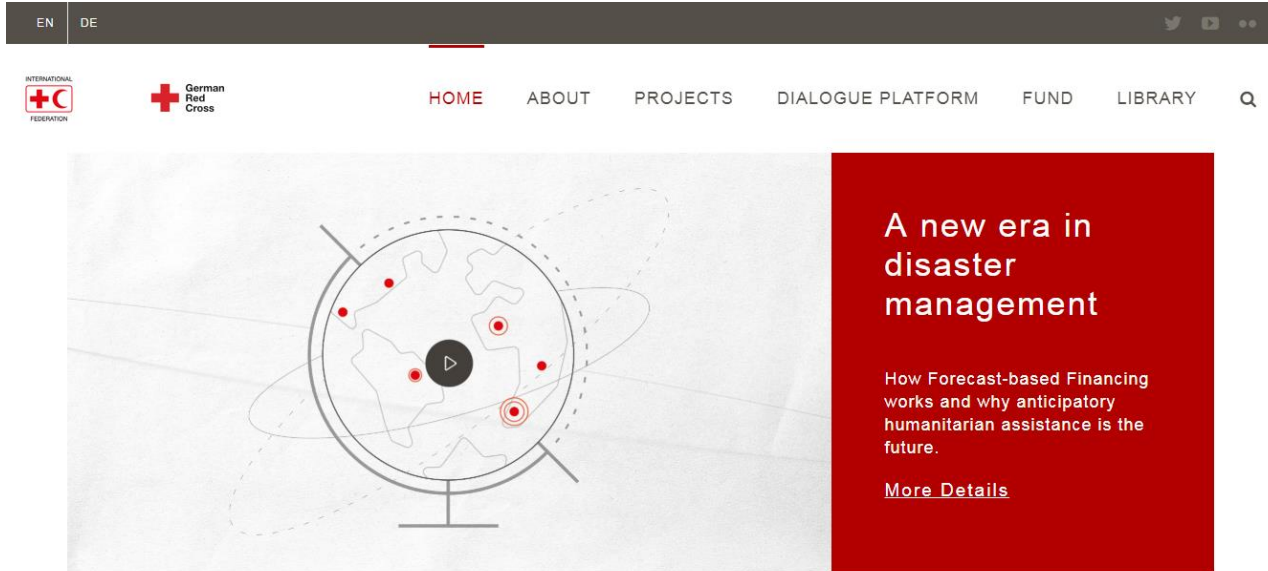 EN DE
INTERNATIONAL
FEDERATION
German
Red
Cross
HOME ABOUT PROJECTS DIALOGUE PLATFORM FUND LIBRARY
A new era in
disaster
management
How Forecast-based Financing
works and why anticipatory
humanitarian assistance is the
future.
More Details